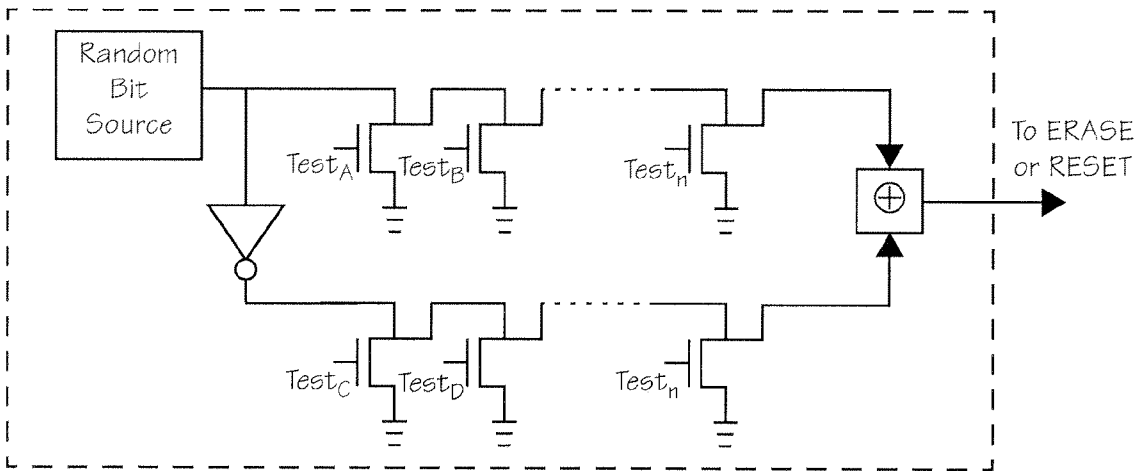 Random
Bit
Source
Test_A
Test_B
Test_n
To ERASE
or RESET
Test_C
Test_D
Test_n